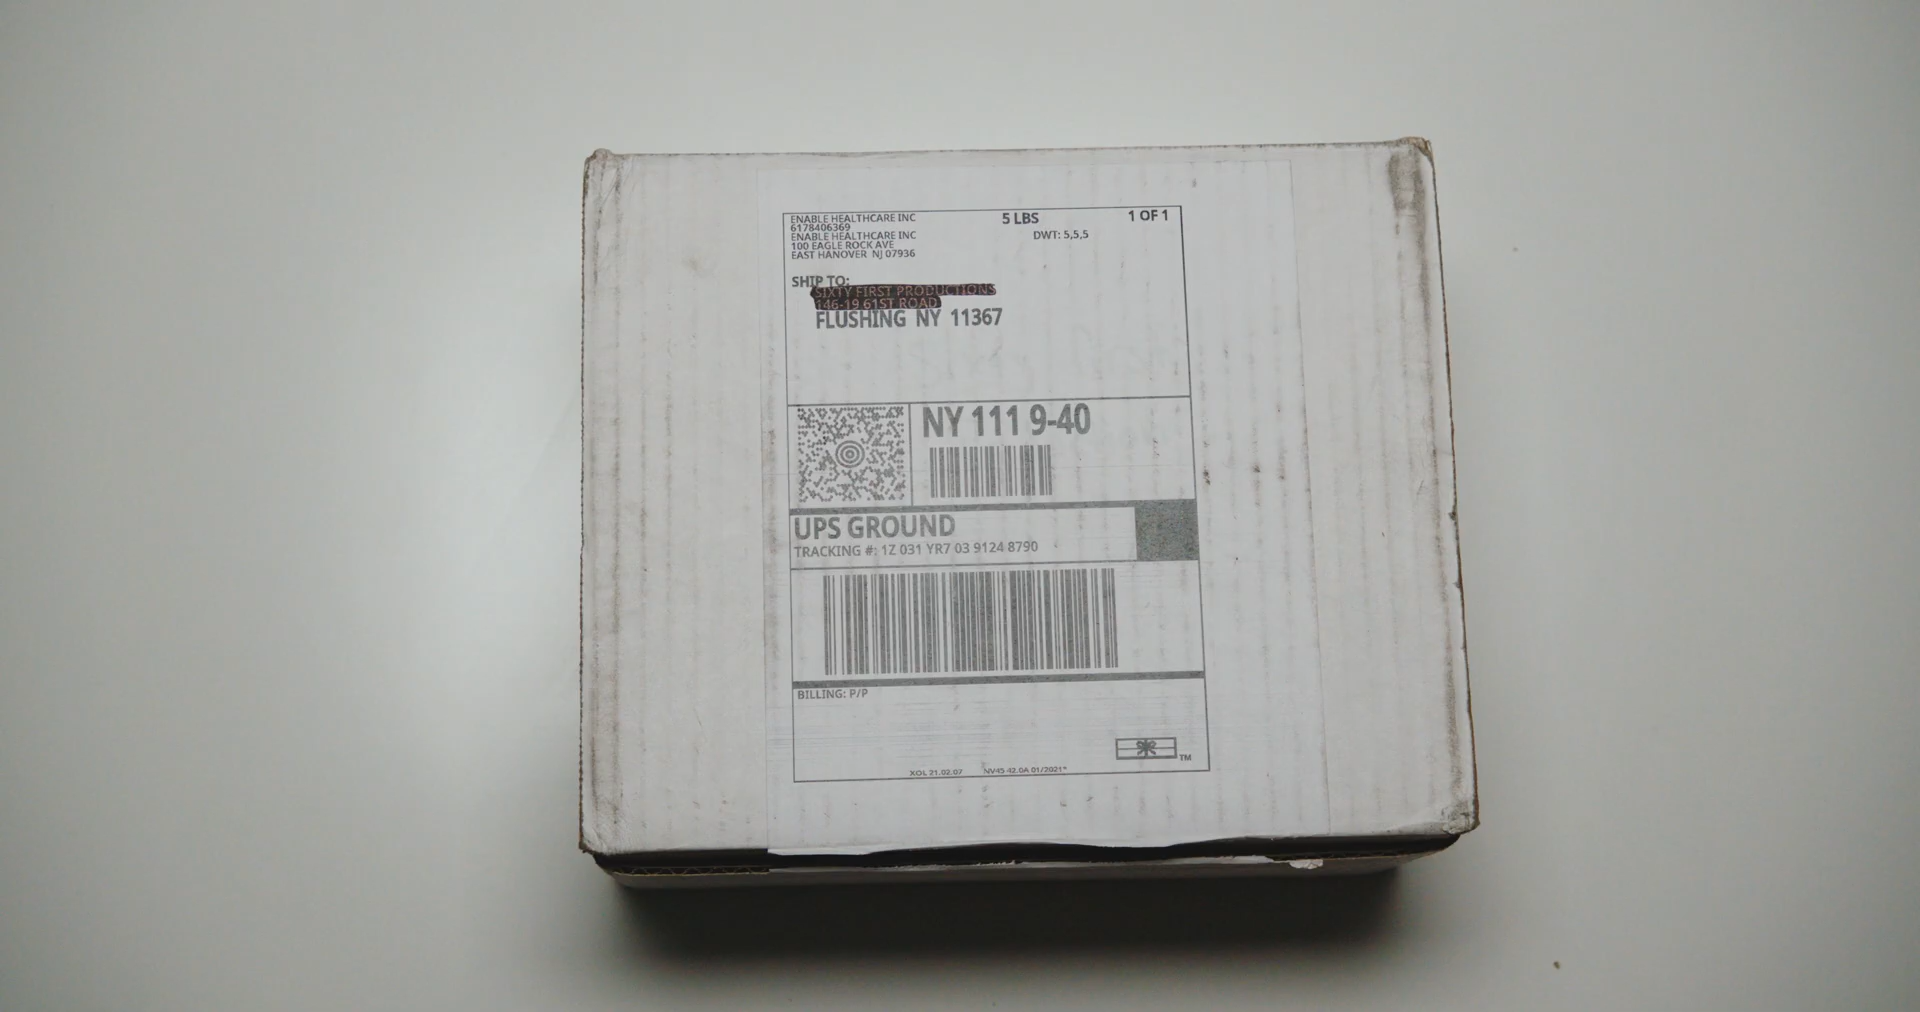 ENABLE HEALTHCARE INC
6178406369
ENABLE HEALTHCARE INC
100 EAGLE ROCK AVE
EAST HANOVER NJ 07936
5 LBS
1 OF 1
DWT: 5,5,5
SHIP TO:
SIXTY FIRST PRODUCTIONS
146-19 61ST ROAD
FLUSHING NY 11367
NY 111 9-40
UPS GROUND
TRACKING #: 1Z 031 YR7 03 9124 8790
BILLING: P/P
TM
XOL 21.02.07 NV45 42.0A 01/2021*